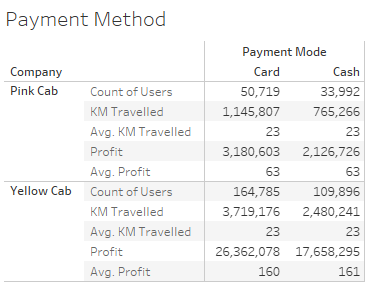 Payment Method
Payment Mode
Company Card Cash
Pink Cab Count of Users 50,719 33,992
KM Travelled 1,145,807 765,266
Avg. KM Travelled 23 23
Profit 3,180,603 2,126,726
Avg. Profit 63 63
Yellow Cab Count of Users 164,785 109,896
KM Travelled 3,719,176 2,480,241
Avg. KM Travelled 23 23
Profit 26,362,078 17,658,295
Avg. Profit 160 161